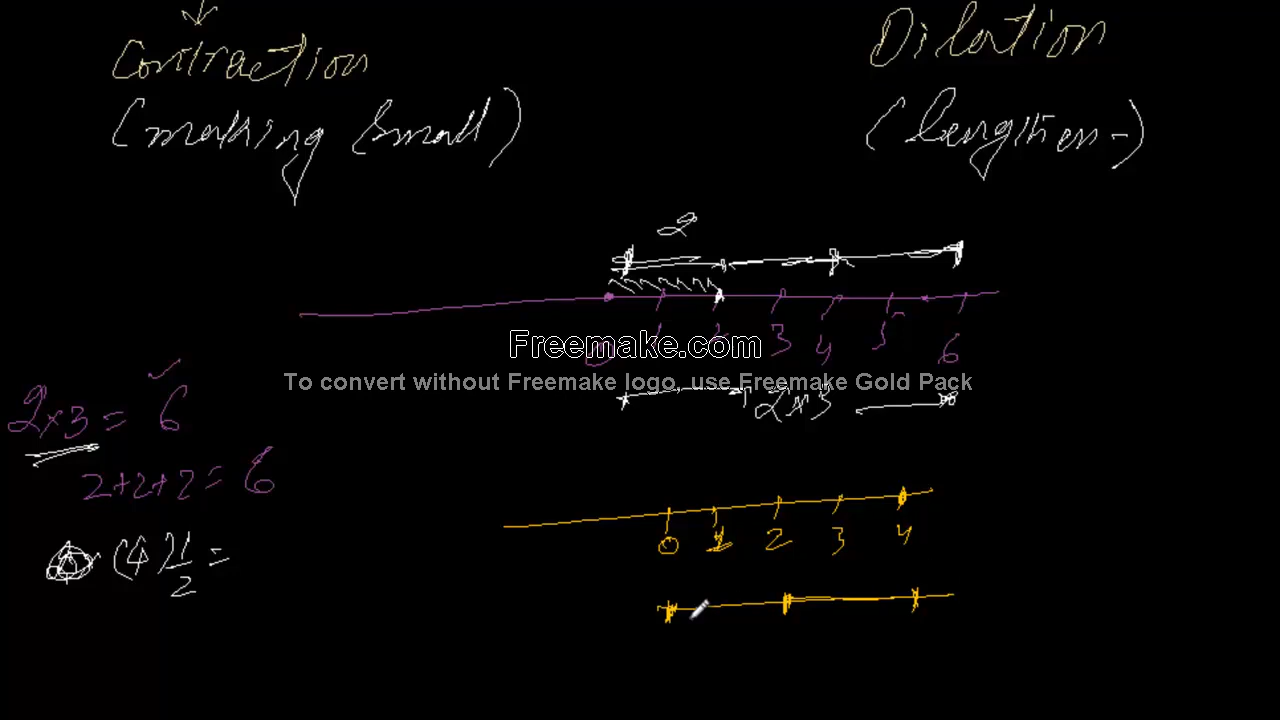 Contraction
Dilation
(making small)
(lengthen-)
2
0 1 2 3 4 5 6
Freemake.com
To convert without Freemake logo, use Freemake Gold Pack
2×3
2×3 = 6
2+2+2 = 6
(4) 1/2 =
0 1 2 3 4